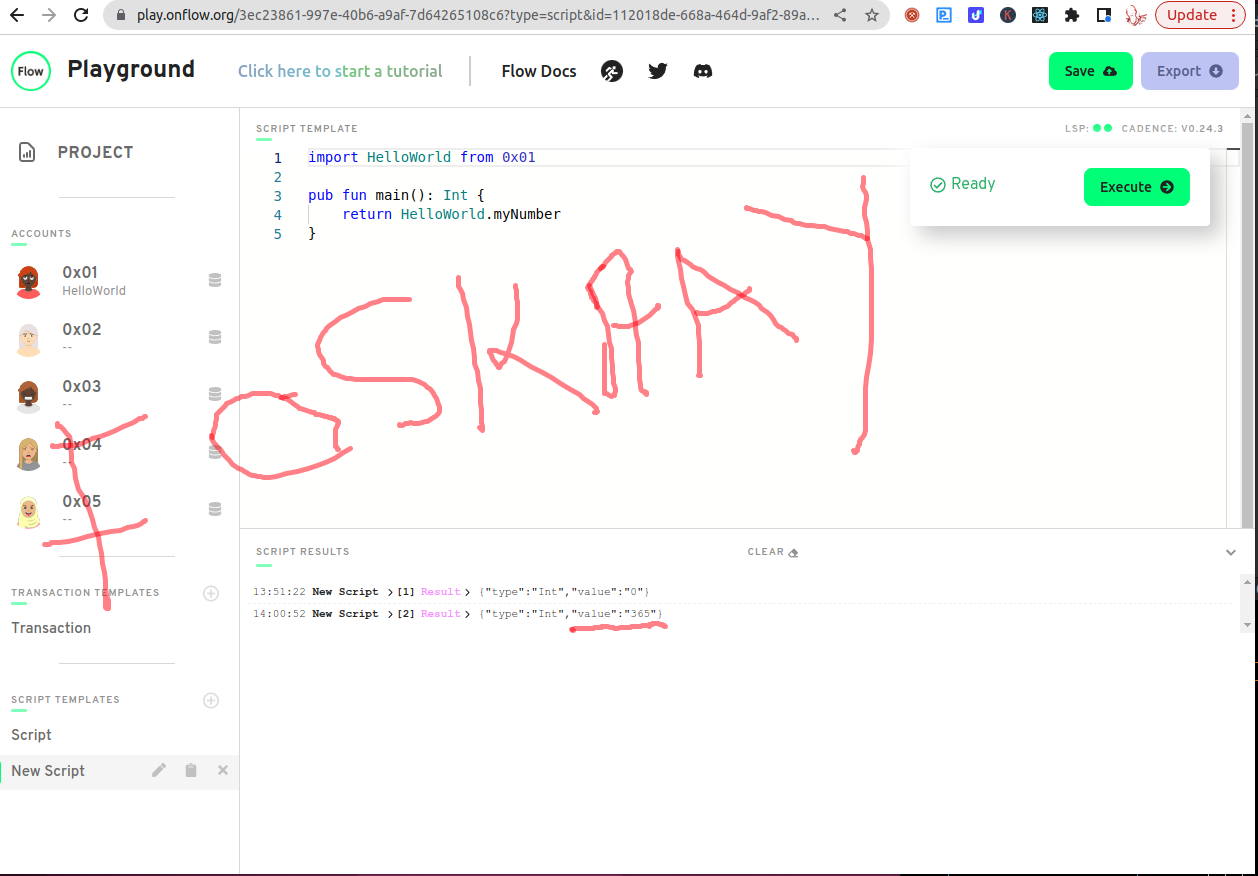 play.onflow.org/3ec23861-997e-40b6-a9af-7d64265108c6?type=script&id=112018de-668a-464d-9af2-89a...
Update
Flow
Playground
Click here to start a tutorial
Flow Docs
Save
Export
PROJECT
ACCOUNTS
0x01
HelloWorld
0x02
--
0x03
--
0x04
--
0x05
--
TRANSACTION TEMPLATES
Transaction
SCRIPT TEMPLATES
Script
New Script
SCRIPT TEMPLATE
LSP: CADENCE: V0.24.3
1 import HelloWorld from 0x01
2
3 pub fun main(): Int {
4 return HelloWorld.myNumber
5 }
Ready
Execute
SCRIPT RESULTS
CLEAR
13:51:22 New Script > [1] Result > {"type":"Int","value":"0"}
14:00:52 New Script > [2] Result > {"type":"Int","value":"365"}